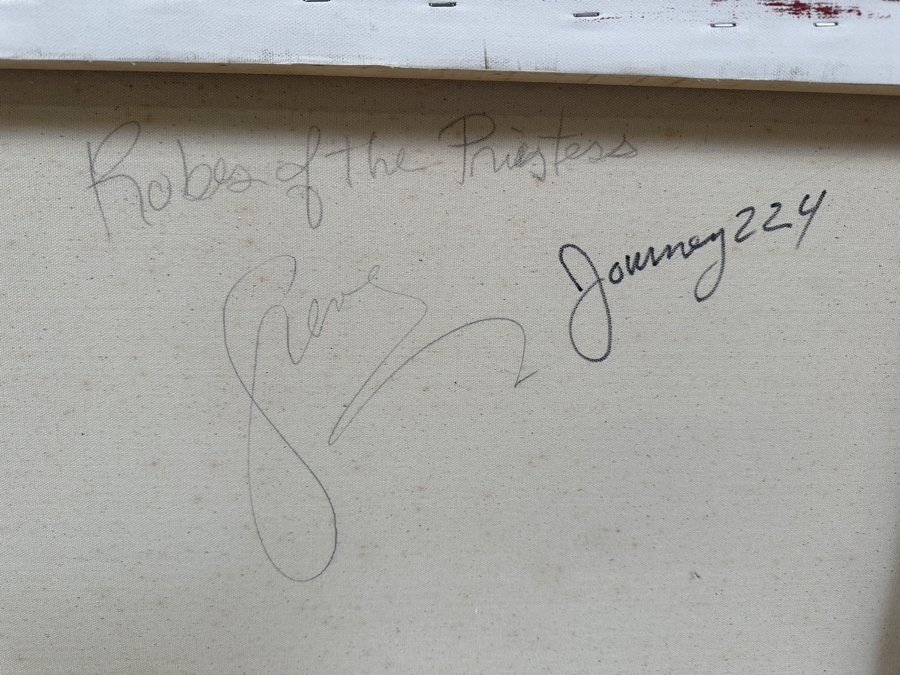 Robes of the Priestess
Journey 224